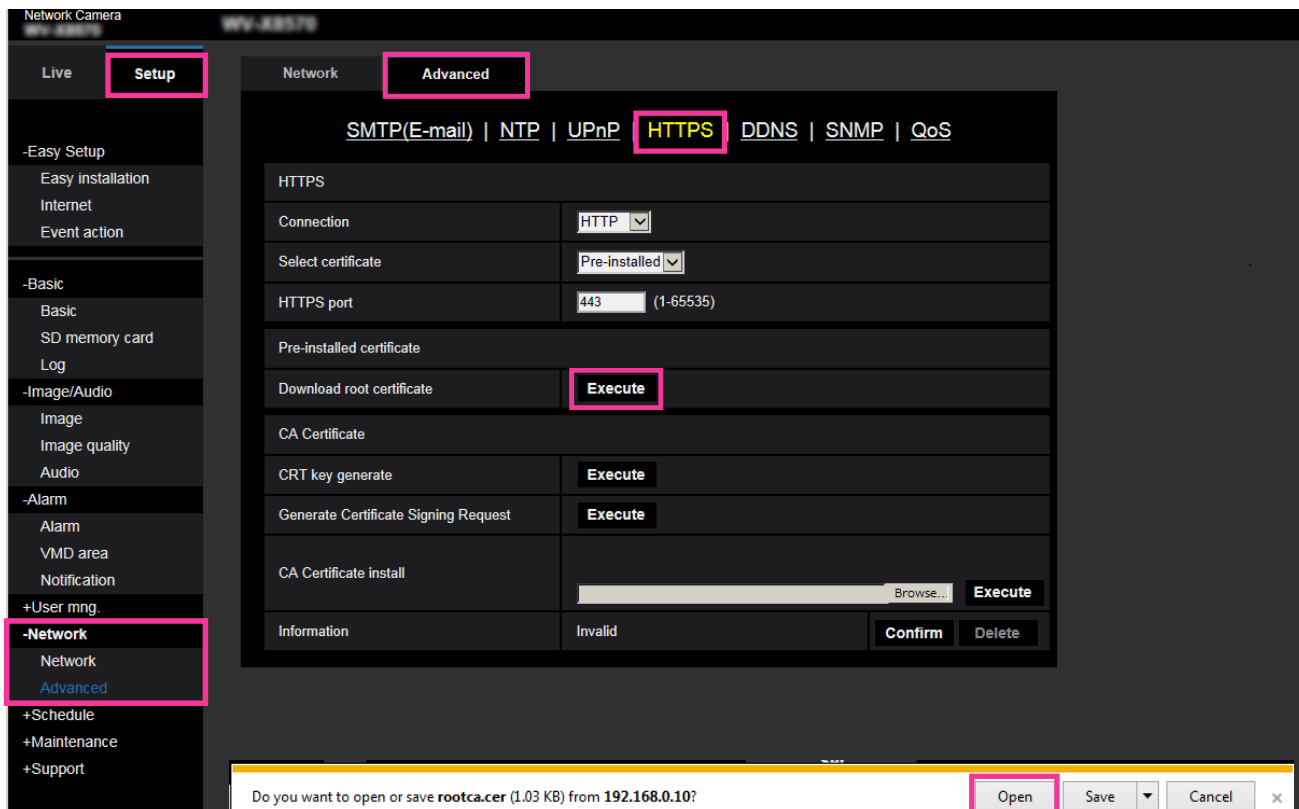 Network Camera
WV-X8570
WV-X8570
Live
Setup
Network
Advanced
SMTP(E-mail) | NTP | UPnP | HTTPS | DDNS | SNMP | QoS
-Easy Setup
Easy installation
Internet
Event action
-Basic
Basic
SD memory card
Log
-Image/Audio
Image
Image quality
Audio
-Alarm
Alarm
VMD area
Notification
+User mng.
-Network
Network
Advanced
+Schedule
+Maintenance
+Support
HTTPS
Connection HTTP
Select certificate Pre-installed
HTTPS port 443 (1-65535)
Pre-installed certificate
Download root certificate Execute
CA Certificate
CRT key generate Execute
Generate Certificate Signing Request Execute
CA Certificate install Browse... Execute
Information Invalid Confirm Delete
Do you want to open or save rootca.cer (1.03 KB) from 192.168.0.10? Open Save Cancel ×